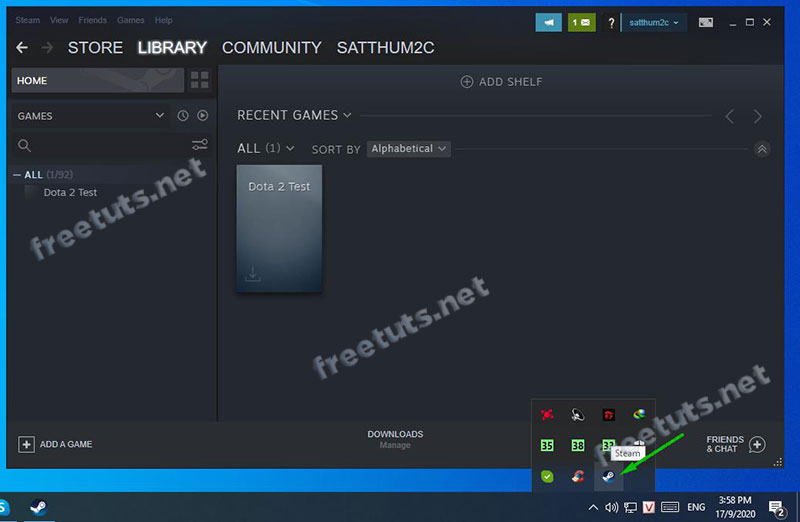 Steam View Friends Games Help
1
?
satthum2c
STORE LIBRARY COMMUNITY SATTHUM2C
HOME
ADD SHELF
GAMES
RECENT GAMES
ALL (1) SORT BY Alphabetical
ALL (1/92)
Dota 2 Test
Dota 2 Test
freetuts.net
freetuts.net
freetuts.net
ADD A GAME
DOWNLOADS
Manage
35 38 33
Steam
FRIENDS
& CHAT
S
V
ENG
3:58 PM
17/9/2020
2